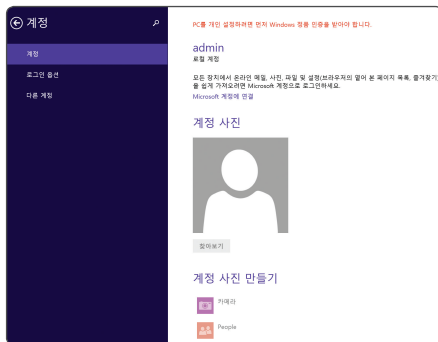 계정
계정
로그인 옵션
다른 계정
PC를 개인 설정하려면 먼저 Windows 정품 인증을 받아야 합니다.
admin
로컬 계정
모든 장치에서 온라인 메일, 사진, 파일 및 설정(브라우저의 열어 본 페이지 목록, 즐겨찾기)
을 쉽게 가져오려면 Microsoft 계정으로 로그인하세요.
Microsoft 계정에 연결
계정 사진
찾아보기
계정 사진 만들기
카메라
People